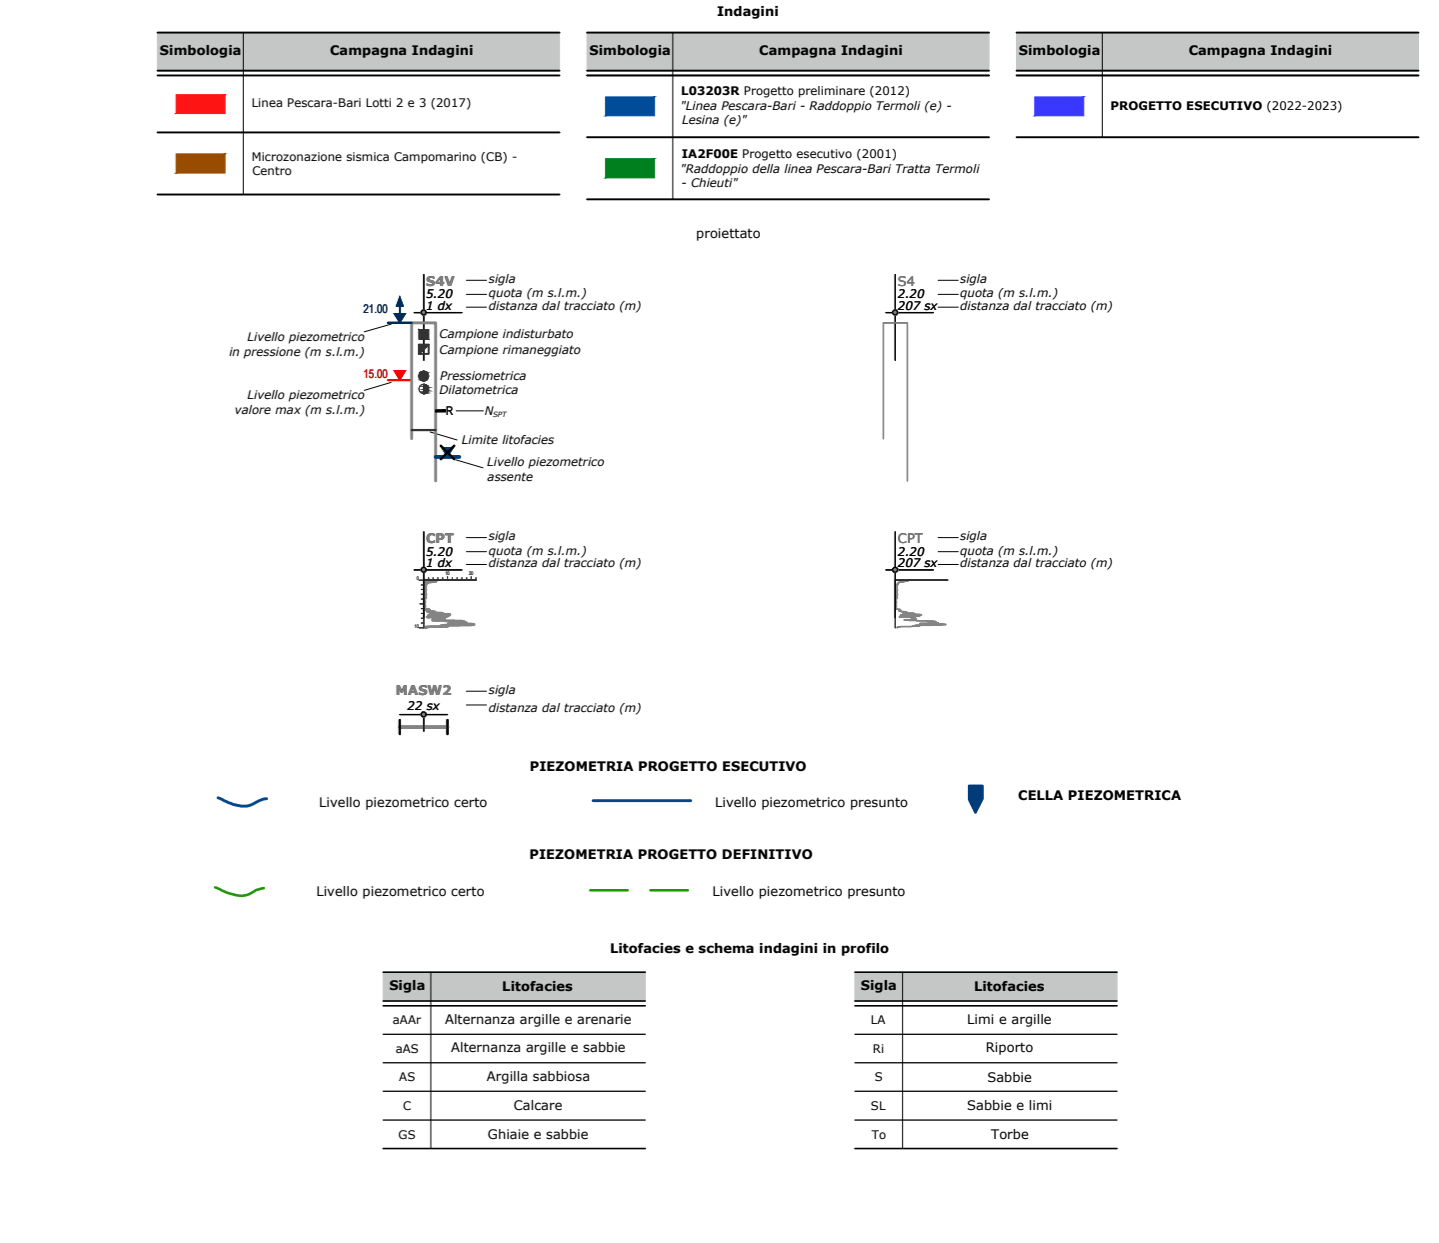 Indagini
Simbologia Campagna Indagini
Linea Pescara-Bari Lotti 2 e 3 (2017)
Microzonazione sismica Campomarino (CB) -
Centro
Simbologia Campagna Indagini
L03203R Progetto preliminare (2012)
"Linea Pescara-Bari - Raddoppio Termoli (e) -
Lesina (e)"
IA2F00E Progetto esecutivo (2001)
"Raddoppio della linea Pescara-Bari Tratta Termoli
- Chieuti"
Simbologia Campagna Indagini
PROGETTO ESECUTIVO (2022-2023)
proiettato
S4V sigla
5.20 quota (m s.l.m.)
1 dx distanza dal tracciato (m)
21.00
Livello piezometrico
in pressione (m s.l.m.)
Campione indisturbato
Campione rimaneggiato
15.00
Pressiometrica
Dilatometrica
Livello piezometrico
valore max (m s.l.m.)
R NSPT
Limite litofacies
Livello piezometrico
assente
S4 sigla
2.20 quota (m s.l.m.)
207 sx distanza dal tracciato (m)
CPT sigla
5.20 quota (m s.l.m.)
1 dx distanza dal tracciato (m)
CPT sigla
2.20 quota (m s.l.m.)
207 sx distanza dal tracciato (m)
MASW2 sigla
22 sx distanza dal tracciato (m)
PIEZOMETRIA PROGETTO ESECUTIVO
Livello piezometrico certo Livello piezometrico presunto CELLA PIEZOMETRICA
PIEZOMETRIA PROGETTO DEFINITIVO
Livello piezometrico certo Livello piezometrico presunto
Litofacies e schema indagini in profilo
Sigla Litofacies
aAAr Alternanza argille e arenarie
aAS Alternanza argille e sabbie
AS Argilla sabbiosa
C Calcare
GS Ghiaie e sabbie
Sigla Litofacies
LA Limi e argille
Ri Riporto
S Sabbie
SL Sabbie e limi
To Torbe